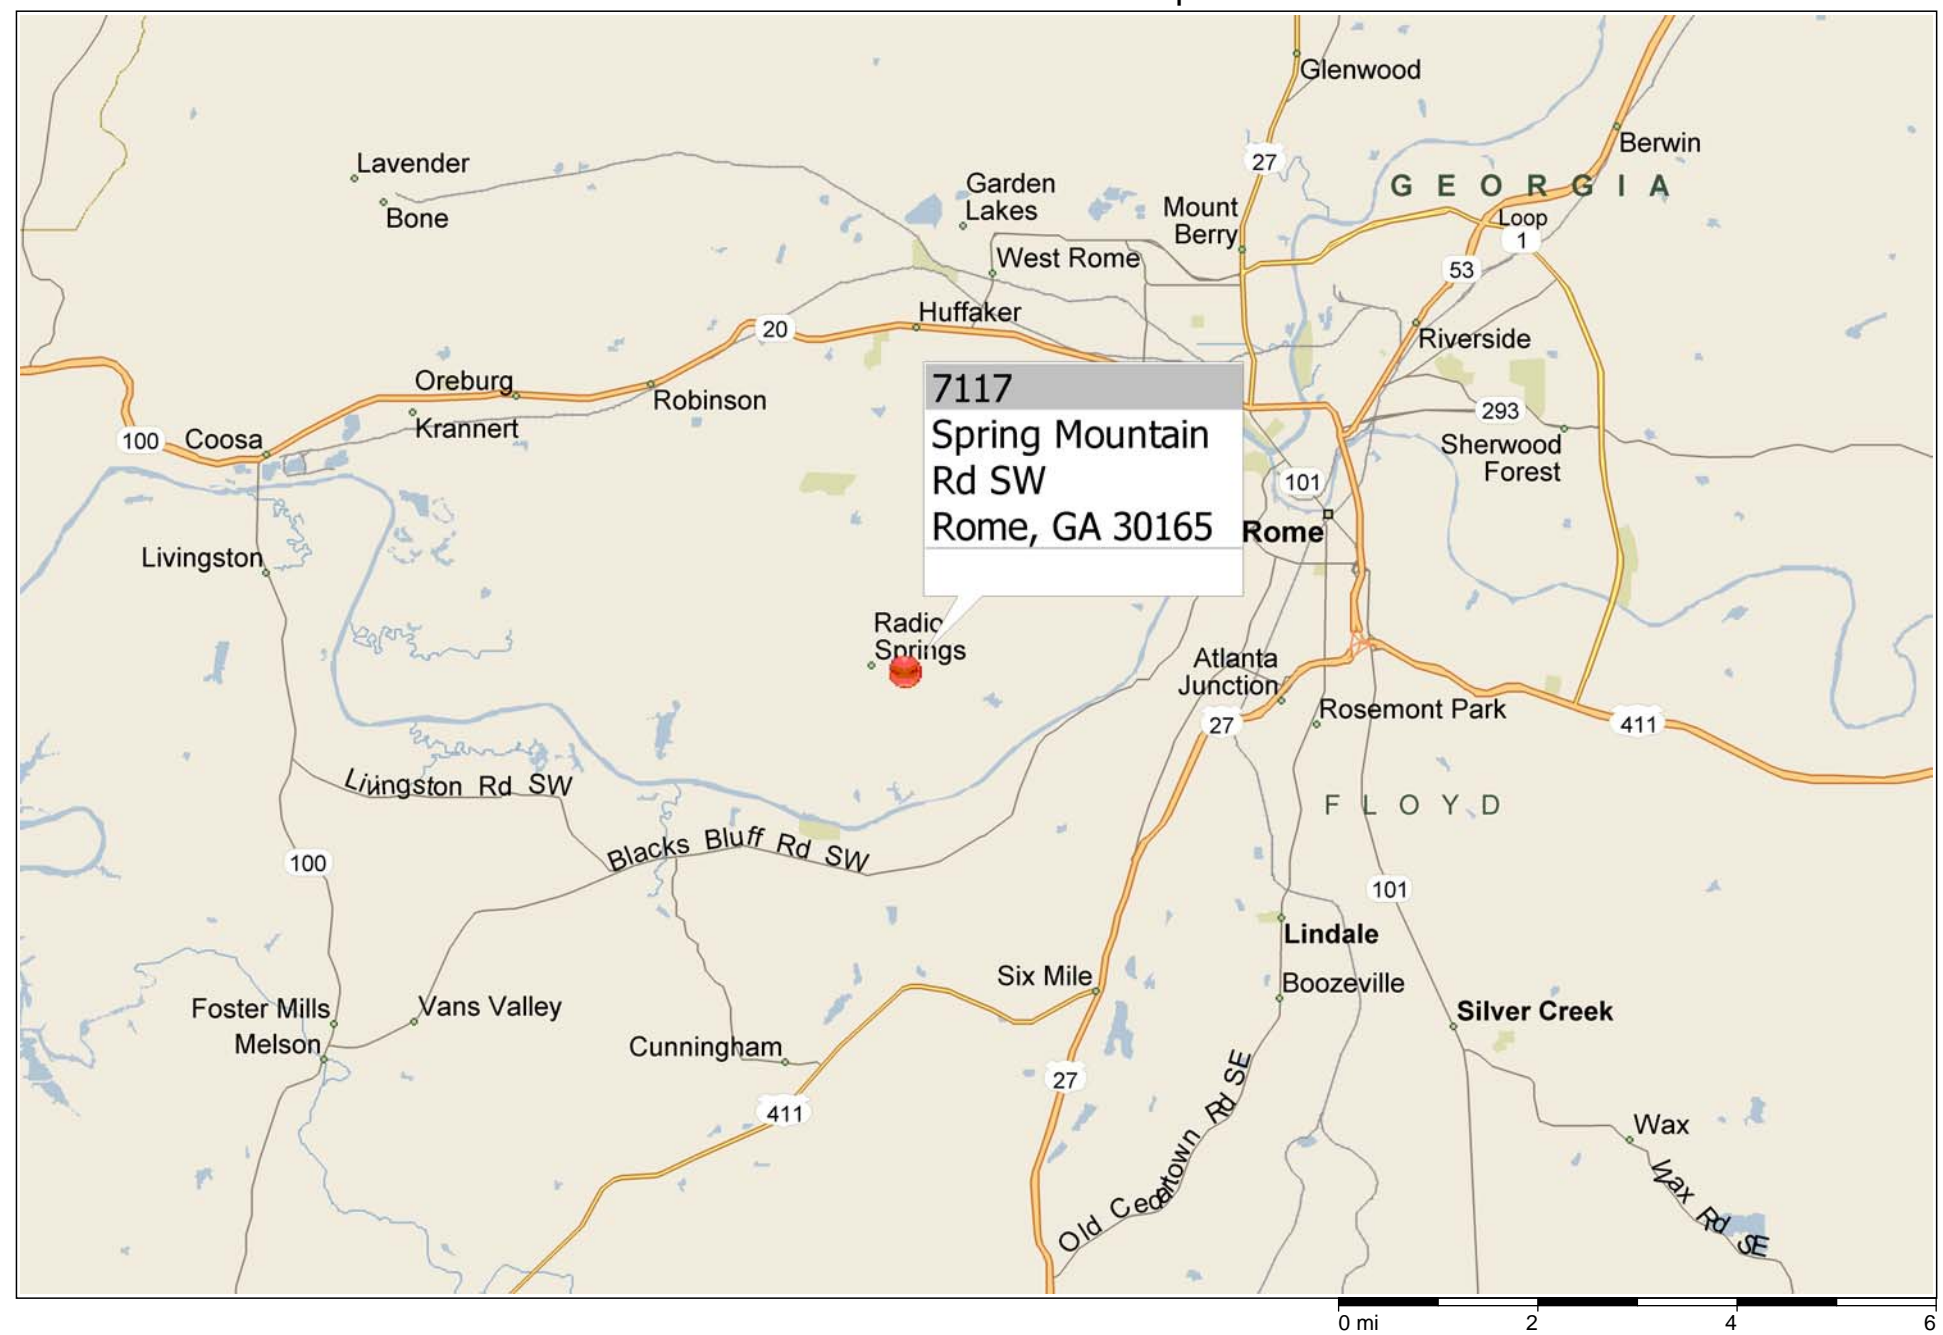 Glenwood
Berwin
27
GEORGIA
Lavender
Bone
Garden
Lakes
Mount
Berry
Loop
1
53
West Rome
Huffaker
20
Riverside
Oreburg
Robinson
Krannert
100
Coosa
293
Sherwood
Forest
7117
Spring Mountain
Rd SW
Rome, GA 30165
101
Rome
Livingston
Radio
Springs
Atlanta
Junction
Rosemont Park
27
411
Livingston Rd SW
FLOYD
Blacks Bluff Rd SW
100
101
Lindale
Six Mile
Boozeville
Foster Mills
Vans Valley
Silver Creek
Melson
Cunningham
27
411
Old Cedartown Rd SE
Wax
Wax Rd SE
0 mi 2 4 6